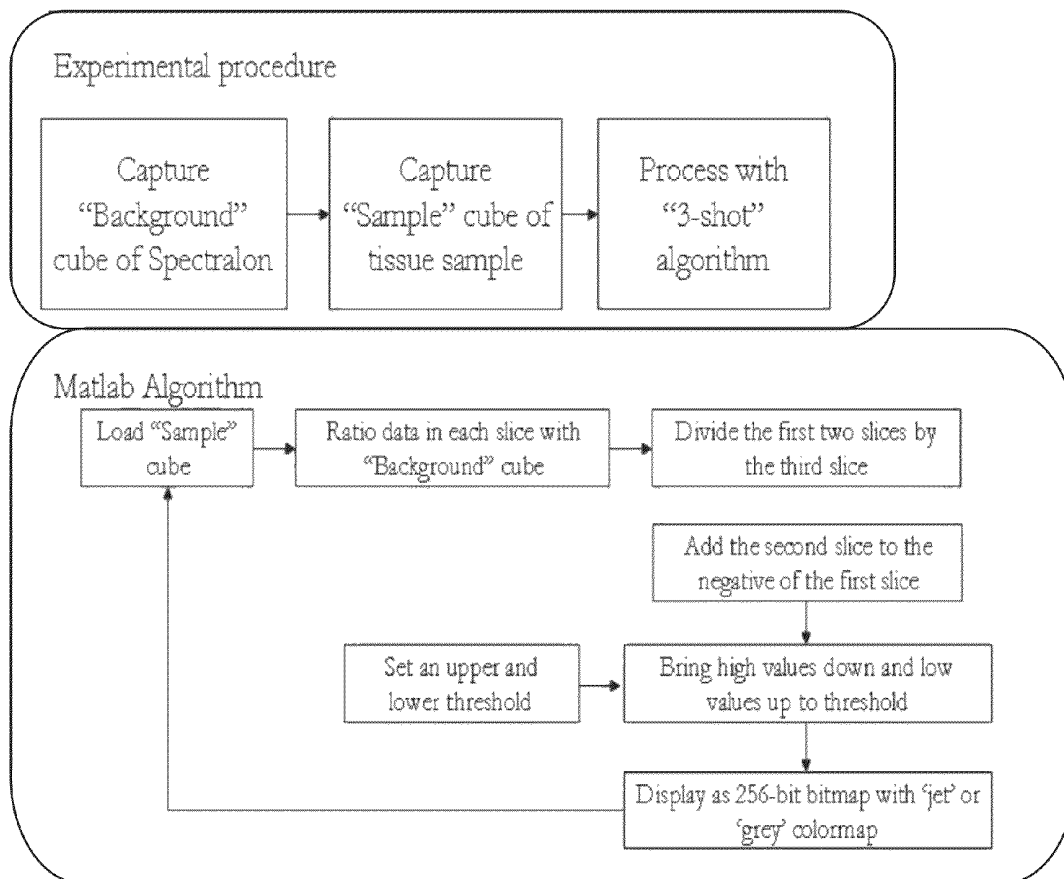 Experimental procedure
Capture
“Background”
cube of Spectralon
Capture
“Sample” cube of
tissue sample
Process with
“3-shot”
algorithm
Matlab Algorithm
Load “Sample”
cube
Ratio data in each slice with
“Background” cube
Divide the first two slices by
the third slice
Add the second slice to the
negative of the first slice
Set an upper and
lower threshold
Bring high values down and low
values up to threshold
Display as 256-bit bitmap with ‘jet’ or
‘grey’ colormap